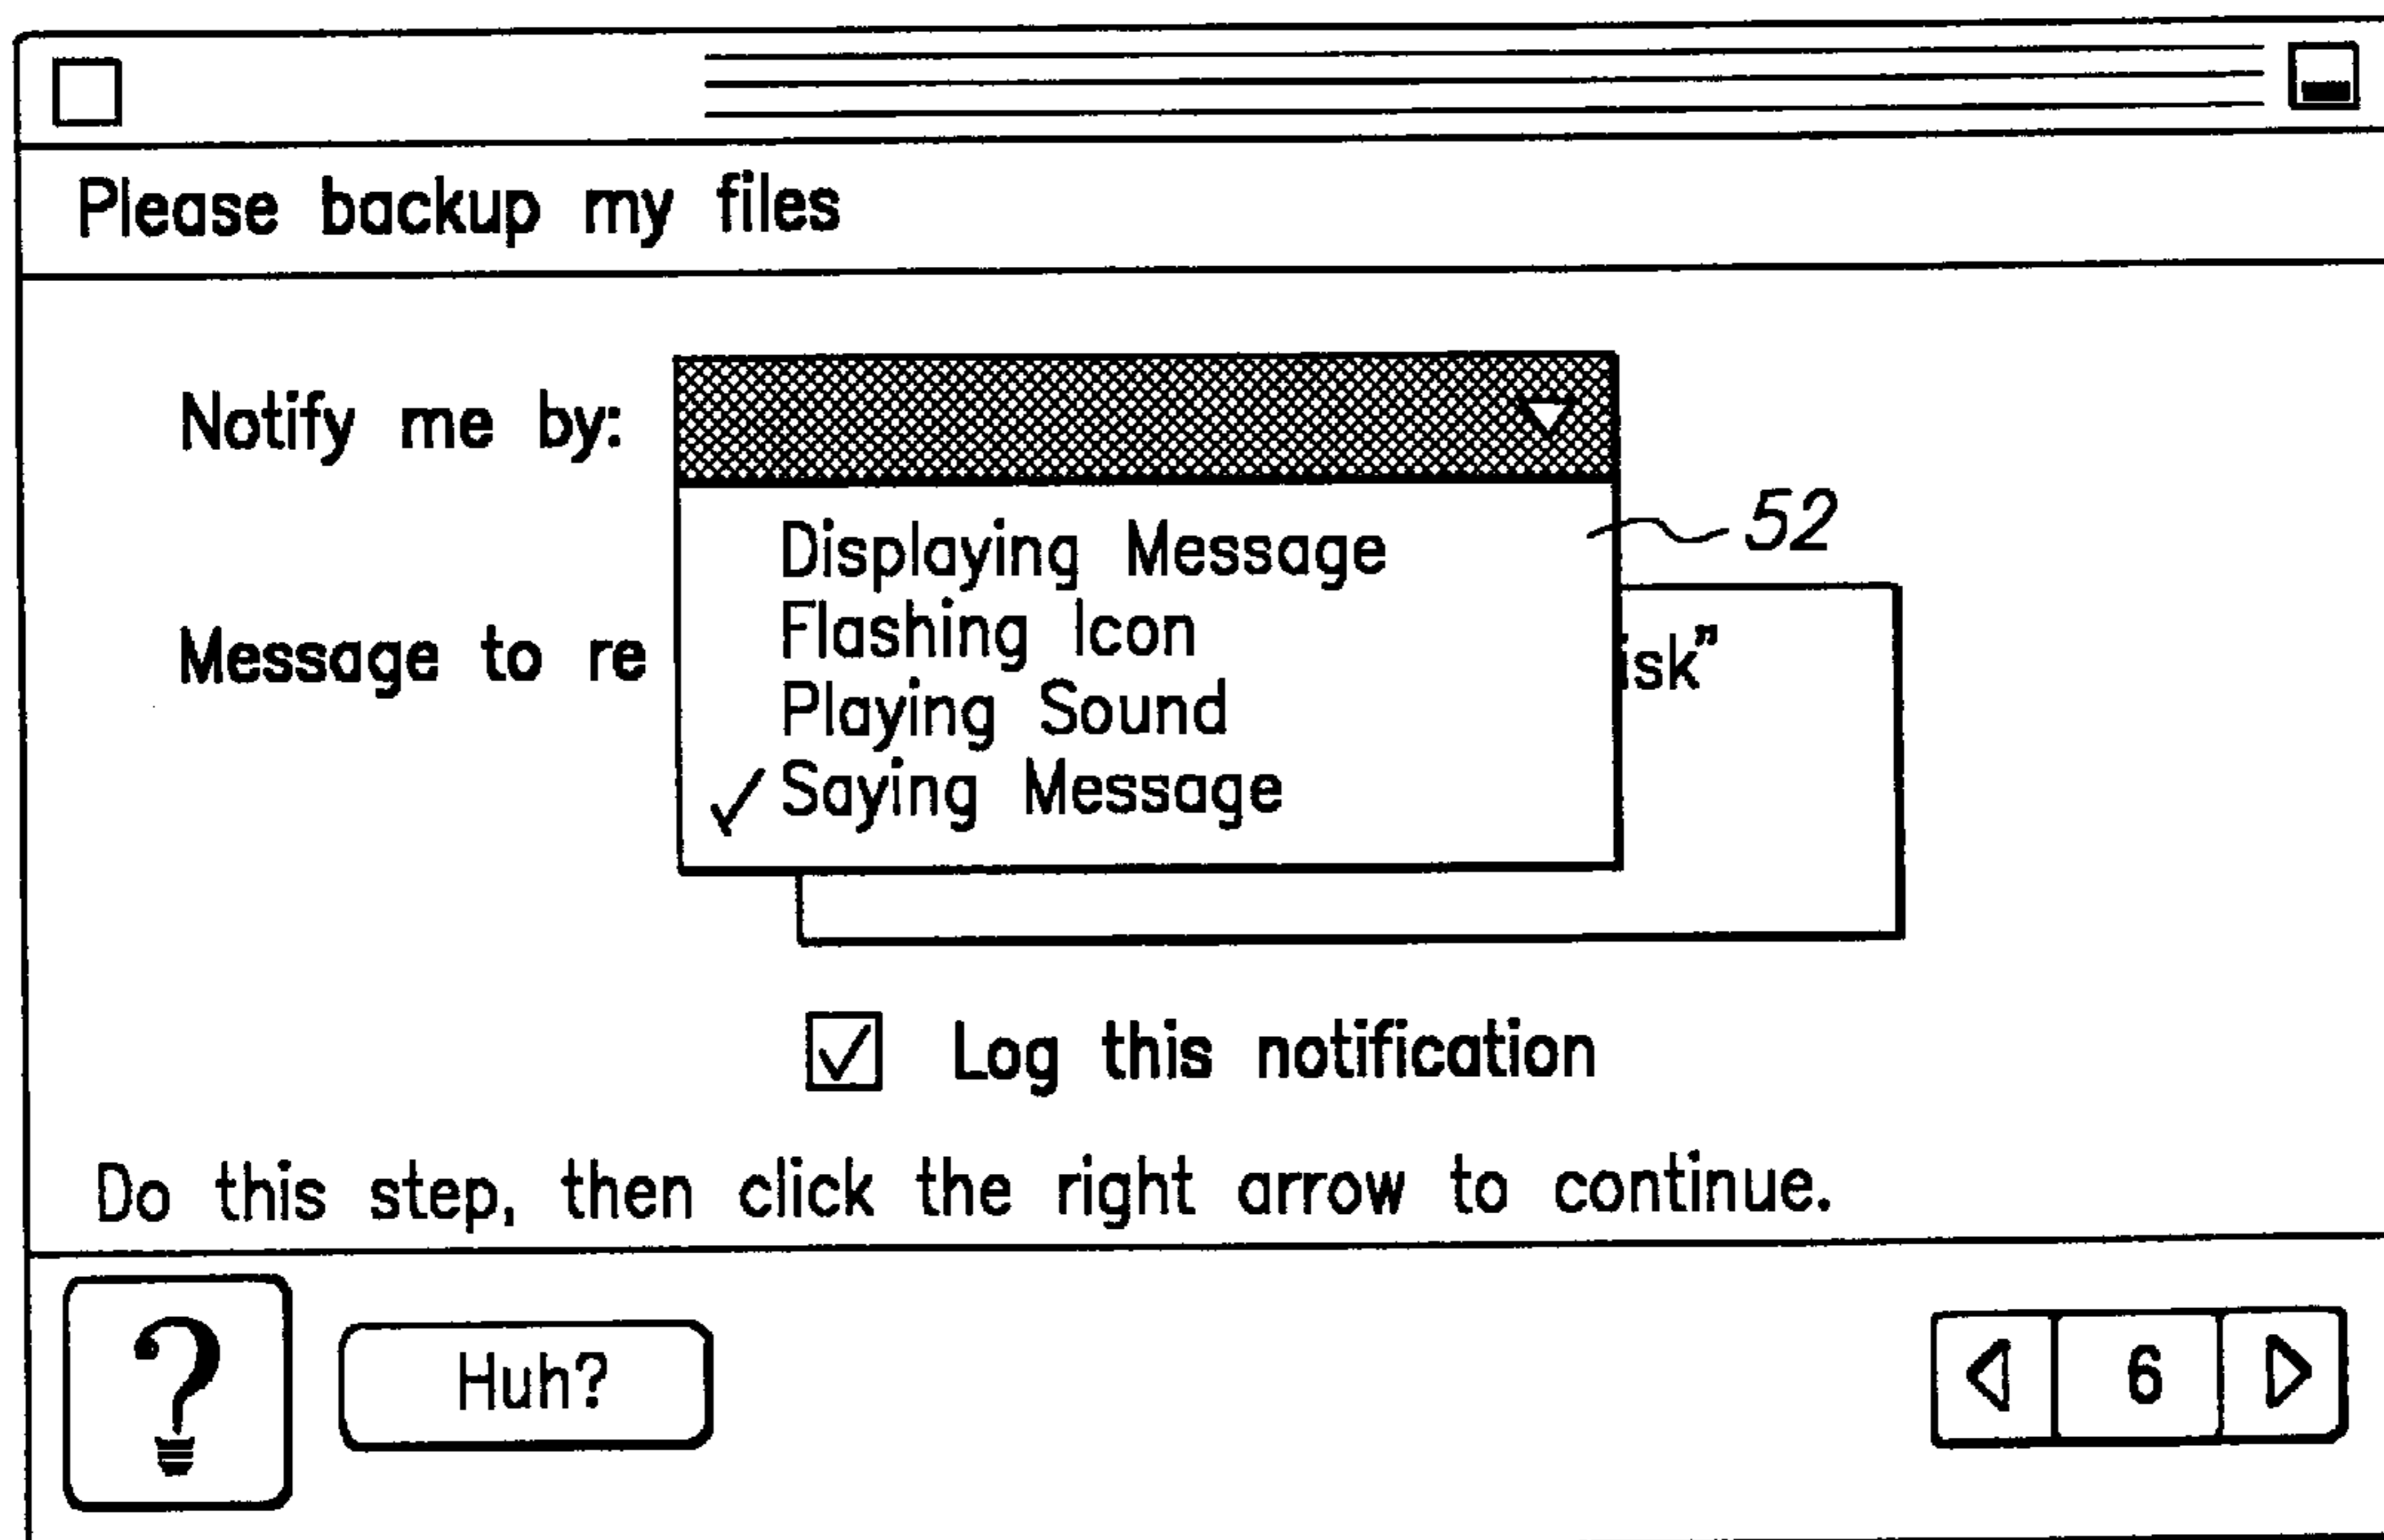 Please backup my files
Notify me by:
Displaying Message
52
Flashing Icon
Message to re
isk”
Playing Sound
Saying Message
Log this notification
Do this step, then click the right arrow to continue.
?
Huh?
6